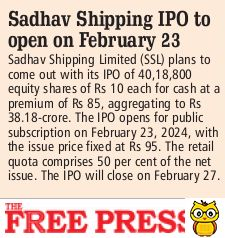 Sadhav Shipping IPO to
open on February 23
Sadhav Shipping Limited (SSL) plans to
come out with its IPO of 40,18,800
equity shares of Rs 10 each for cash at a
premium of Rs 85, aggregating to Rs
38.18-crore. The IPO opens for public
subscription on February 23, 2024, with
the issue price fixed at Rs 95. The retail
quota comprises 50 per cent of the net
issue. The IPO will close on February 27.
THE
FREE PRESS